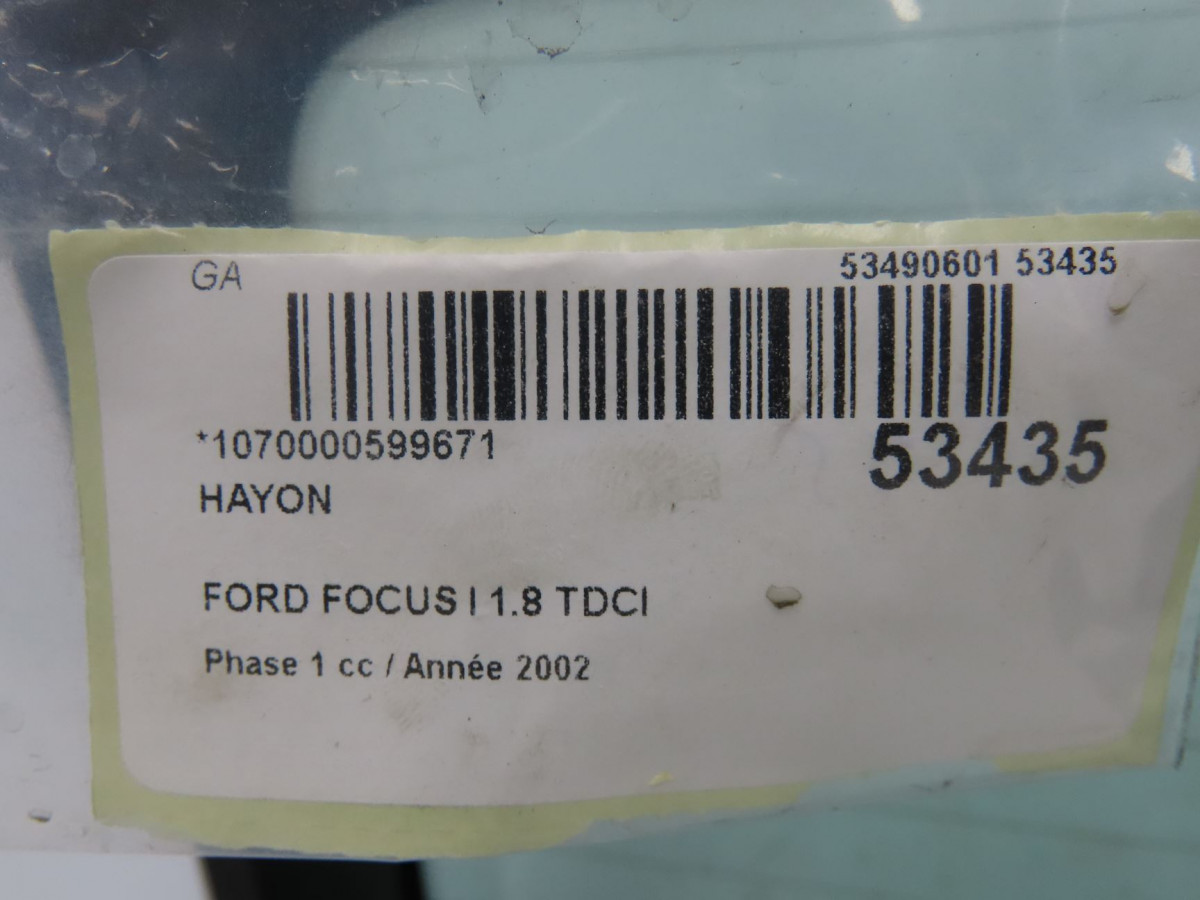 GA
53490601 53435
*1070000599671
53435
HAYON
FORD FOCUS I 1.8 TDCI
Phase 1 cc / Année 2002